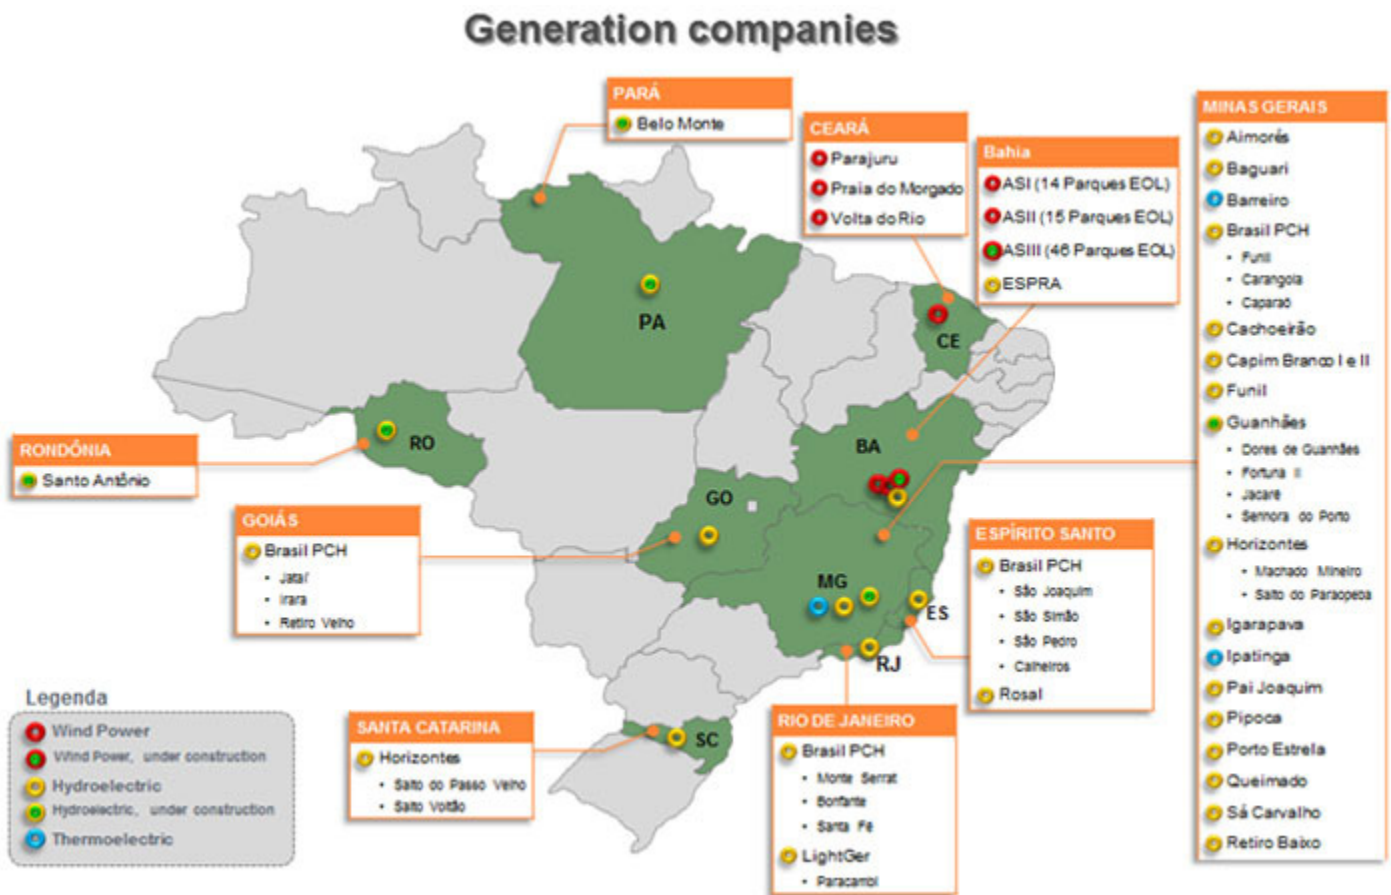 Generation companies
PARÁ
Belo Monte
CEARÁ
Parajuru
Praia do Morgado
Volta do Rio
Bahia
ASI (14 Parques EOL)
ASII (15 Parques EOL)
ASIII (46 Parques EOL)
ESPRA
MINAS GERAIS
Aimorés
Baguari
Barreiro
Brasil PCH
• Funil
• Carangola
• Caparaó
Cachoeirão
Capim Branco I e II
Funil
Guanhães
• Dores de Guanhães
• Fortuna II
• Jacaré
• Senhora do Porto
Horizontes
• Machado Mineiro
• Salto do Paraopeba
Igarapava
Ipatinga
Pai Joaquim
Pipoca
Porto Estrela
Queimado
Sá Carvalho
Retiro Baixo
PA
CE
RO
BA
GO
MG
ES
RJ
SC
RONDÔNIA
Santo Antônio
GOIÁS
Brasil PCH
• Jataí
• Irara
• Retiro Velho
ESPÍRITO SANTO
Brasil PCH
• São Joaquim
• São Simão
• São Pedro
• Calheiros
Rosal
SANTA CATARINA
Horizontes
• Salto do Passo Velho
• Salto Voltão
RIO DE JANEIRO
Brasil PCH
• Monte Serrat
• Bonfante
• Santa Fé
LightGer
• Paracambi
Legenda
Wind Power
Wind Power, under construction
Hydroelectric
Hydroelectric, under construction
Thermoelectric